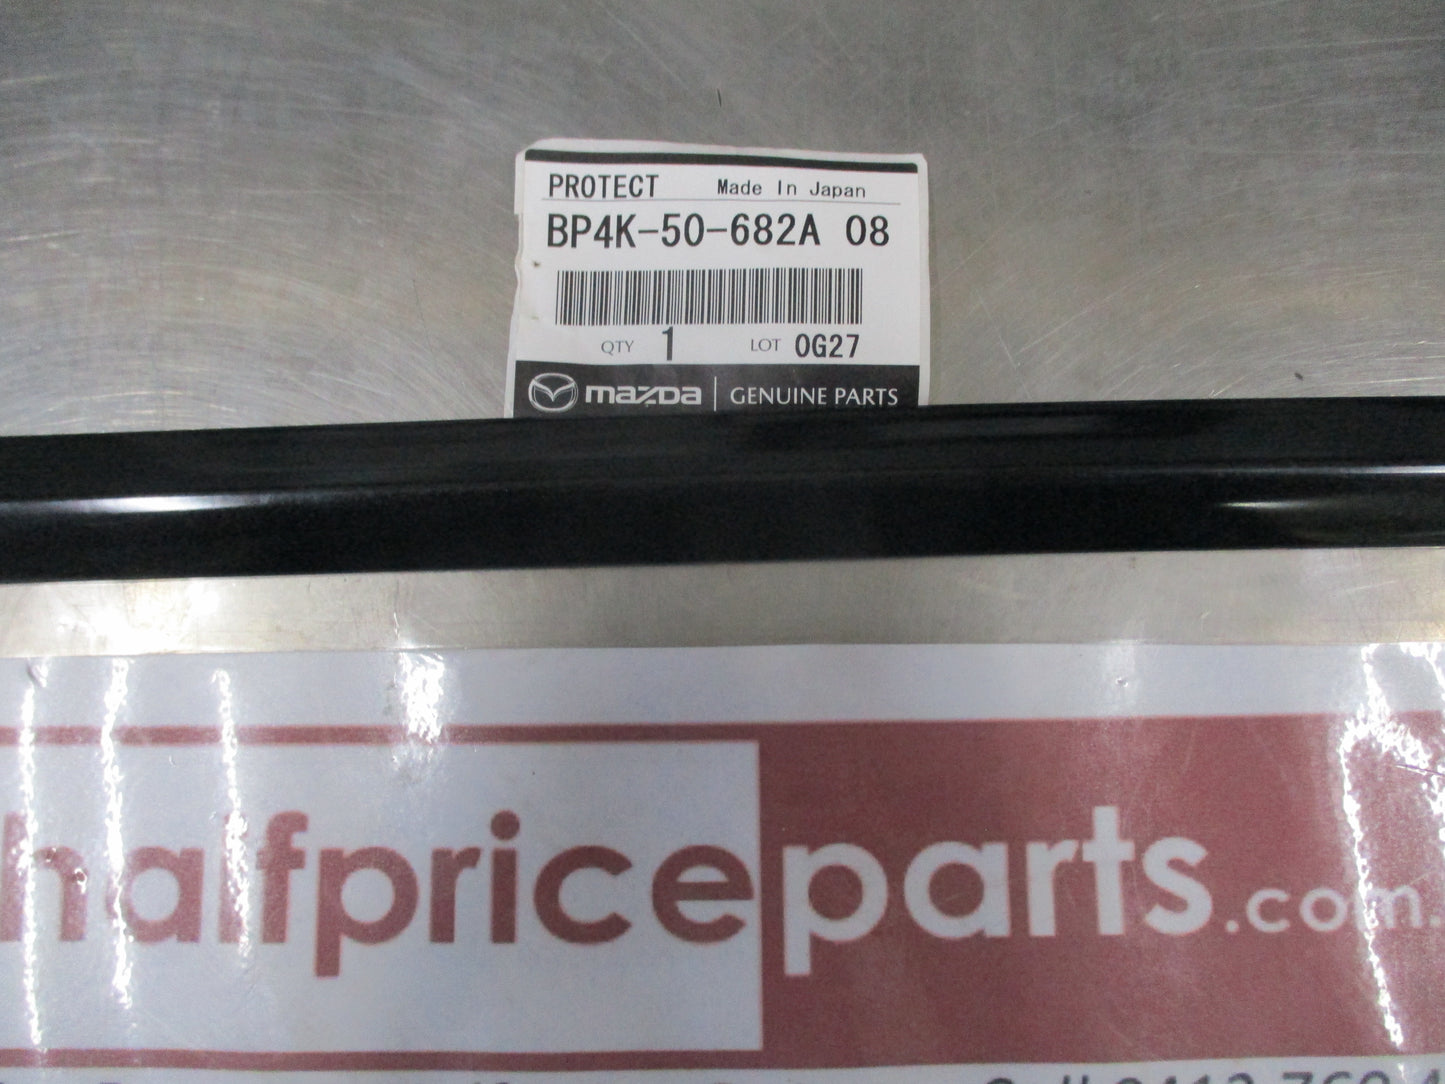 PROTECT Made In Japan
BP4K-50-682A 08
QTY 1 LOT 0G27
mazda | GENUINE PARTS
halfpriceparts.com.